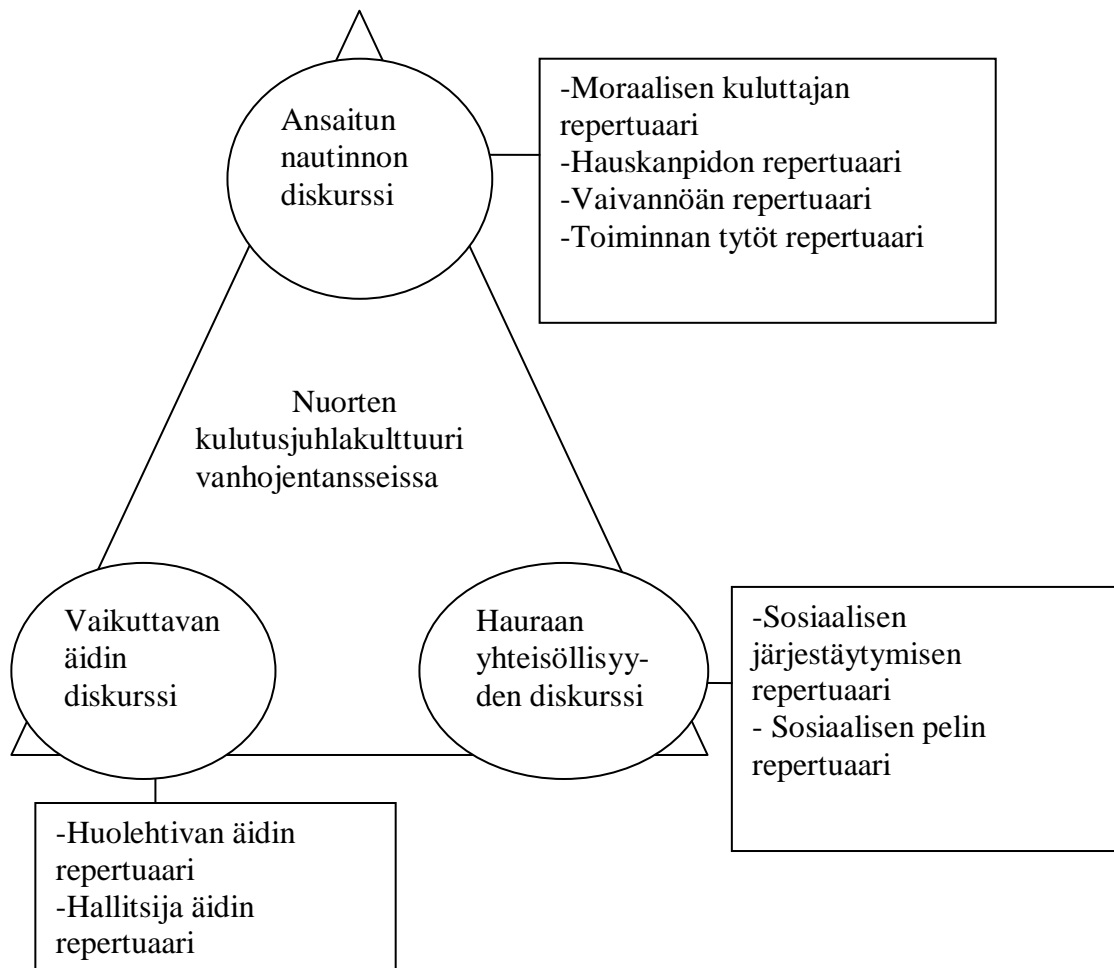 Ansaitun
nautinnon
diskurssi
-Moraalisen kuluttajan
repertuaari
-Hauskanpidon repertuaari
-Vaivannöän repertuaari
-Toiminnan tytöt repertuaari
Nuorten
kulutusjuhlakulttuuri
vanhojentansseissa
Vaikuttavan
äidin
diskurssi
Hauraan
yhteisöllisyy-
den diskurssi
-Sosiaalisen
järjestäytymisen
repertuaari
- Sosiaalisen pelin
repertuaari
-Huolehtivan äidin
repertuaari
-Hallitsija äidin
repertuaari